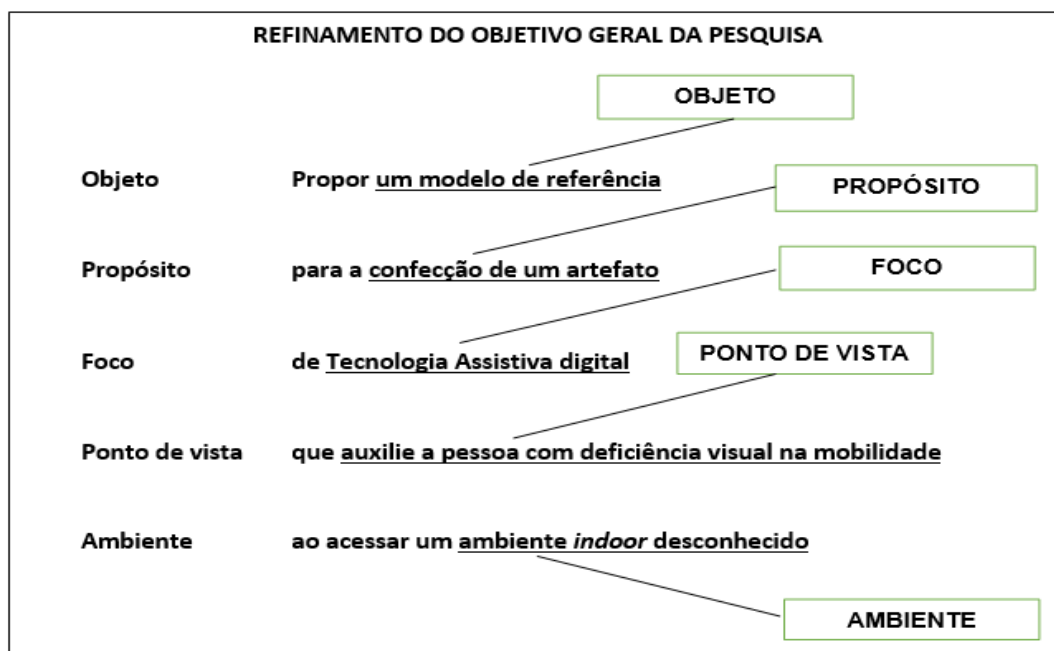 REFINAMENTO DO OBJETIVO GERAL DA PESQUISA
OBJETO
Objeto Propor um modelo de referência
PROPÓSITO
Propósito para a confecção de um artefato
FOCO
Foco de Tecnologia Assistiva digital
PONTO DE VISTA
Ponto de vista que auxilie a pessoa com deficiência visual na mobilidade
Ambiente ao acessar um ambiente indoor desconhecido
AMBIENTE